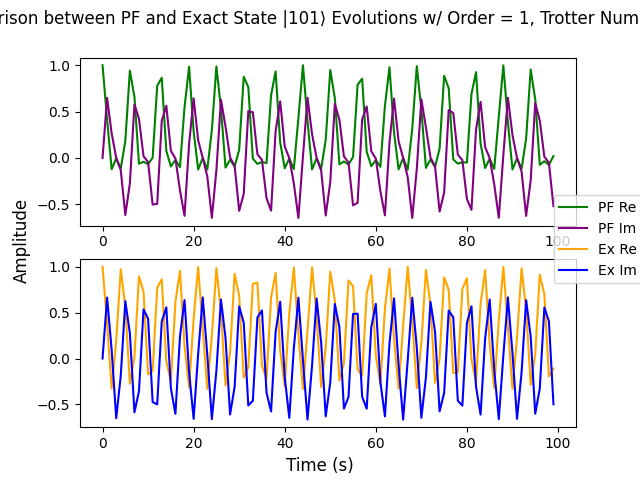 rison between PF and Exact State |101⟩ Evolutions w/ Order = 1, Trotter Num
1.0
0.5
0.0
−0.5
0 20 40 60 80 100
PF Re
PF Im
Ex Re
Ex Im
Amplitude
1.0
0.5
0.0
−0.5
0 20 40 60 80 100
Time (s)